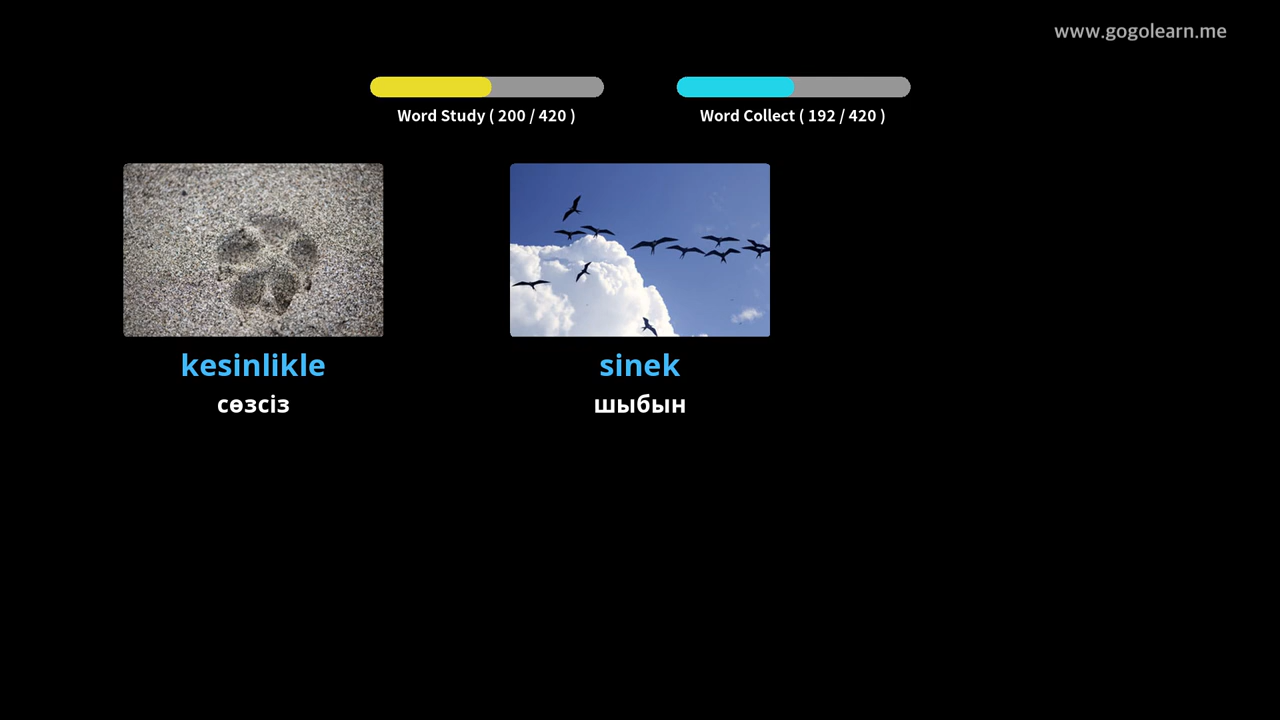 www.gogolearn.me
Word Study ( 200 / 420 )
Word Collect ( 192 / 420 )
kesinlikle
сөзсіз
sinek
шыбын